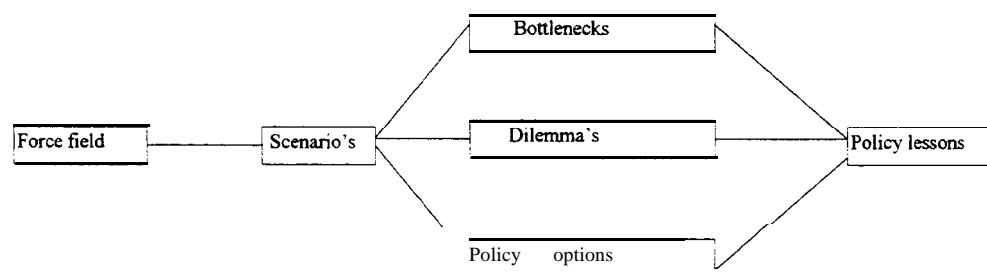 Bottlenecks
Force field
Scenario's
Dilemma's
Policy lessons
Policy options